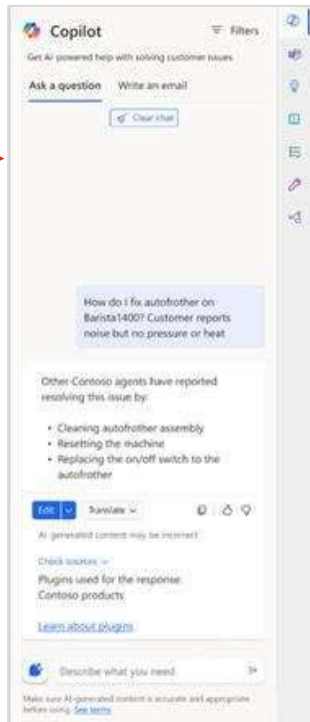 Copilot
Filters
Get AI powered help with solving customer issues
Ask a question Write an email
Clear chat
How do I fix autofrother on
Barista1400? Customer reports
noise but no pressure or heat
Other Contoso agents have reported
resolving this issue by:
• Cleaning autofrother assembly
• Resetting the machine
• Replacing the on/off switch to the
autofrother
Edit Translate
AI-generated content may be incorrect
Check sources
Plugins used for the response:
Contoso products
Learn about plugins
Describe what you need
Make sure AI-generated content is accurate and appropriate
before using. See terms